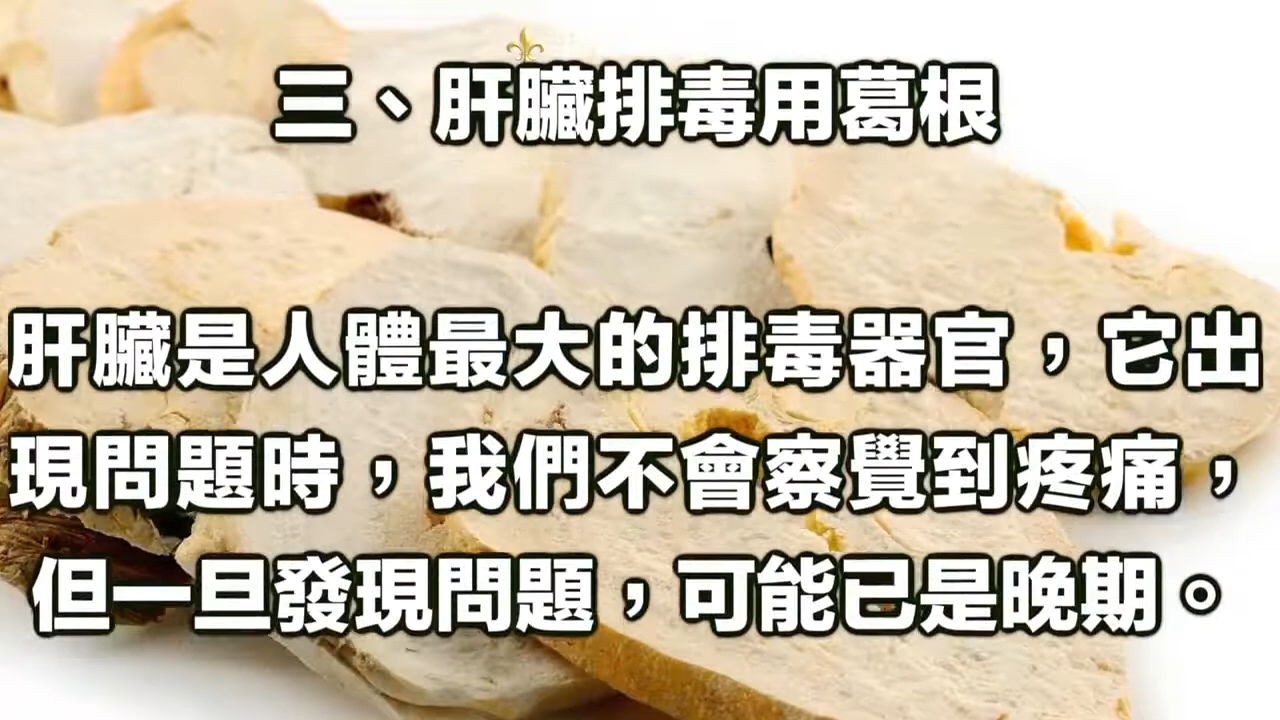 三、肝臟排毒用葛根
肝臟是人體最大的排毒器官，它出
現問題時，我們不會察覺到疼痛，
但一旦發現問題，可能已是晚期。